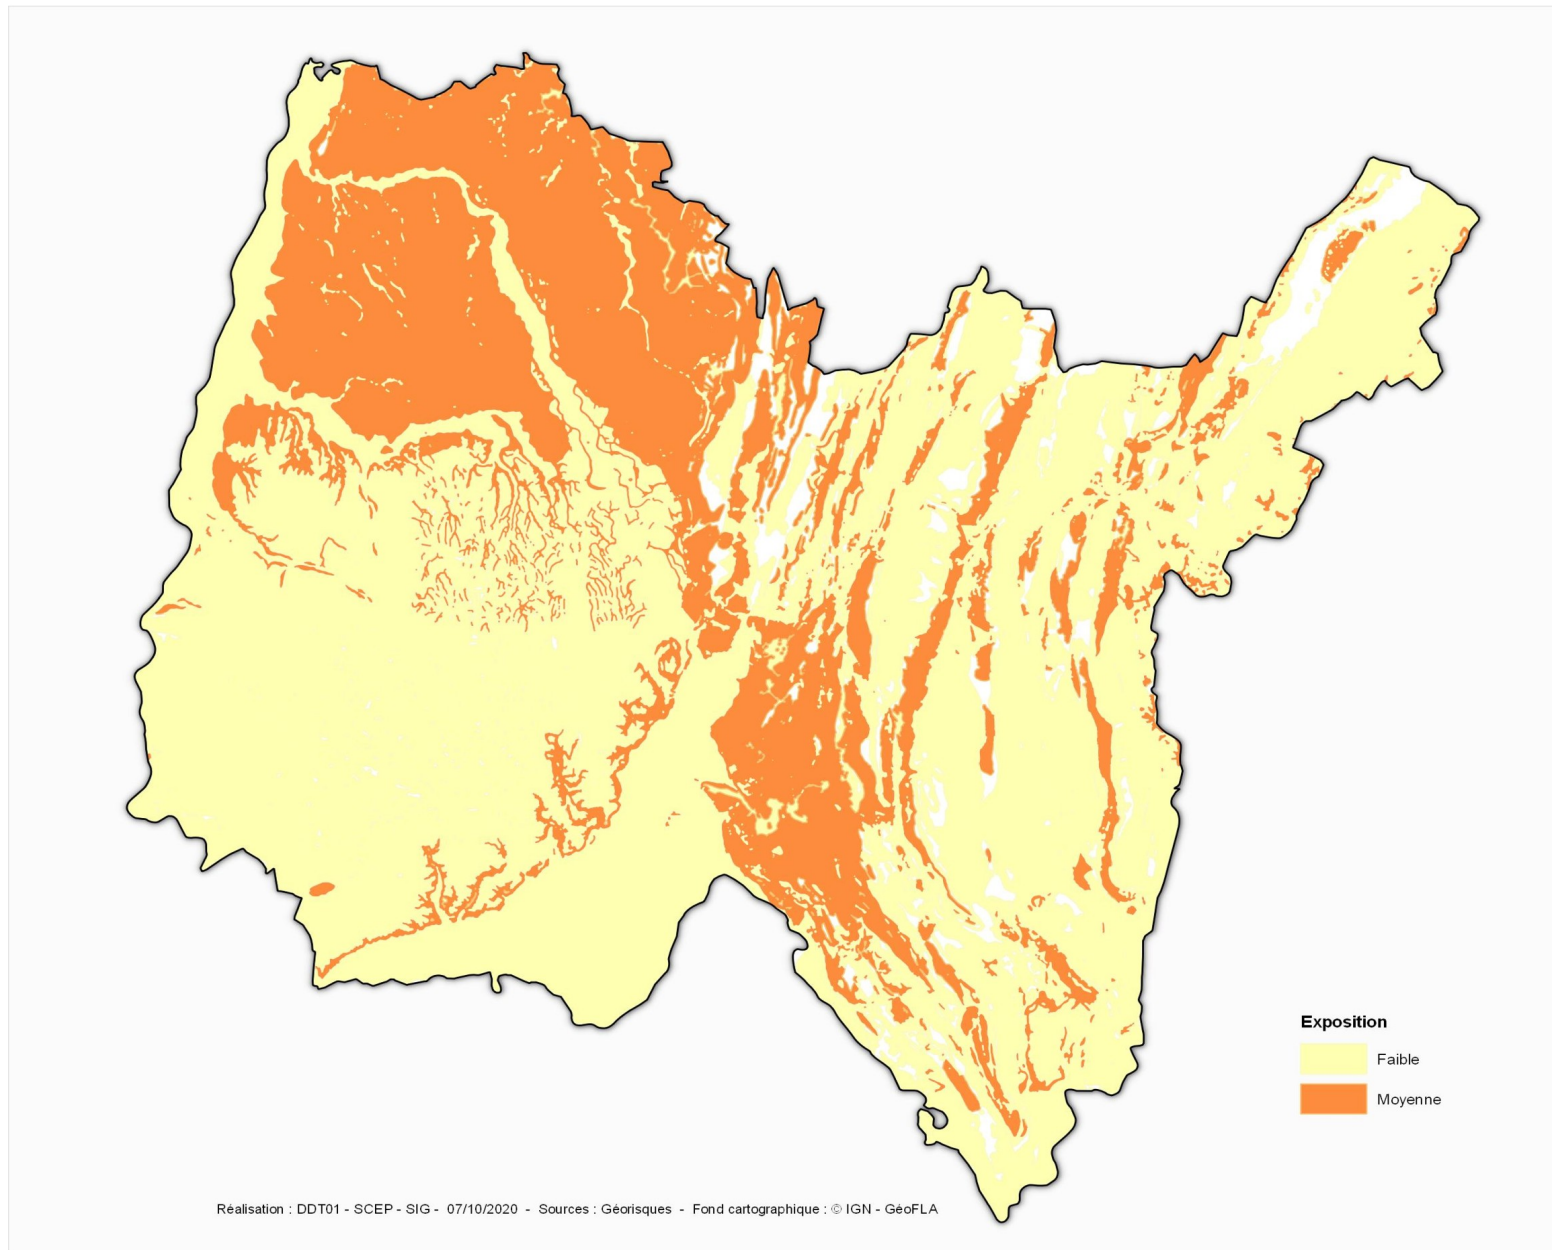 Exposition
Faible
Moyenne
Réalisation : DDT01 - SCEP - SIG - 07/10/2020 - Sources : Géorisques - Fond cartographique : © IGN - GéoFLA